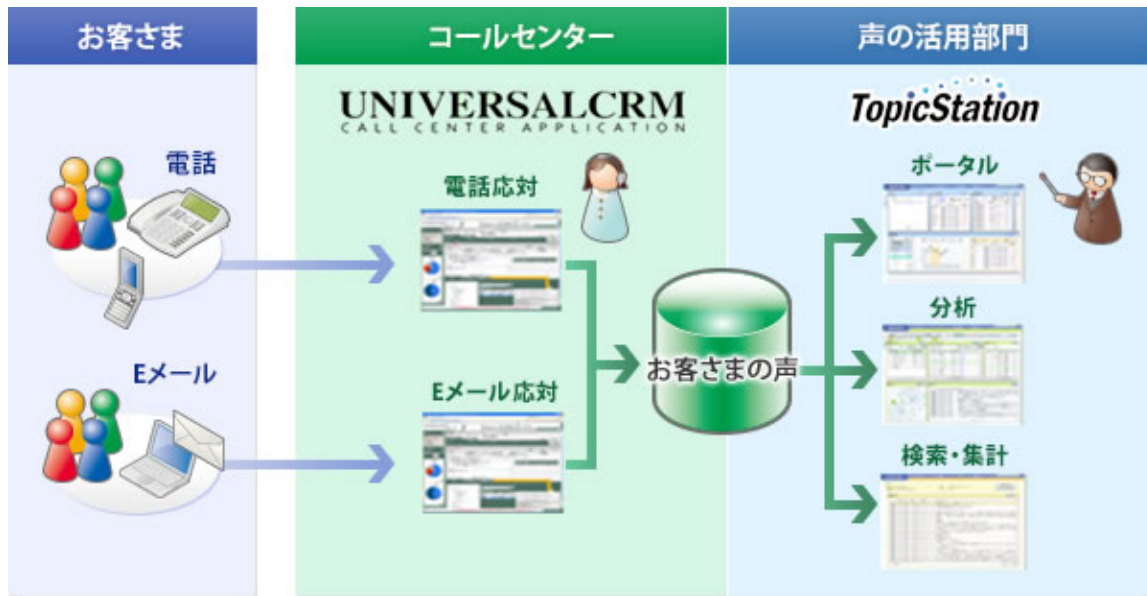 お客さま
コールセンター
声の活用部門
UNIVERSALCRM
CALL CENTER APPLICATION
TopicStation
電話
電話応対
ポータル
分析
お客さまの声
Eメール
Eメール応対
検索・集計